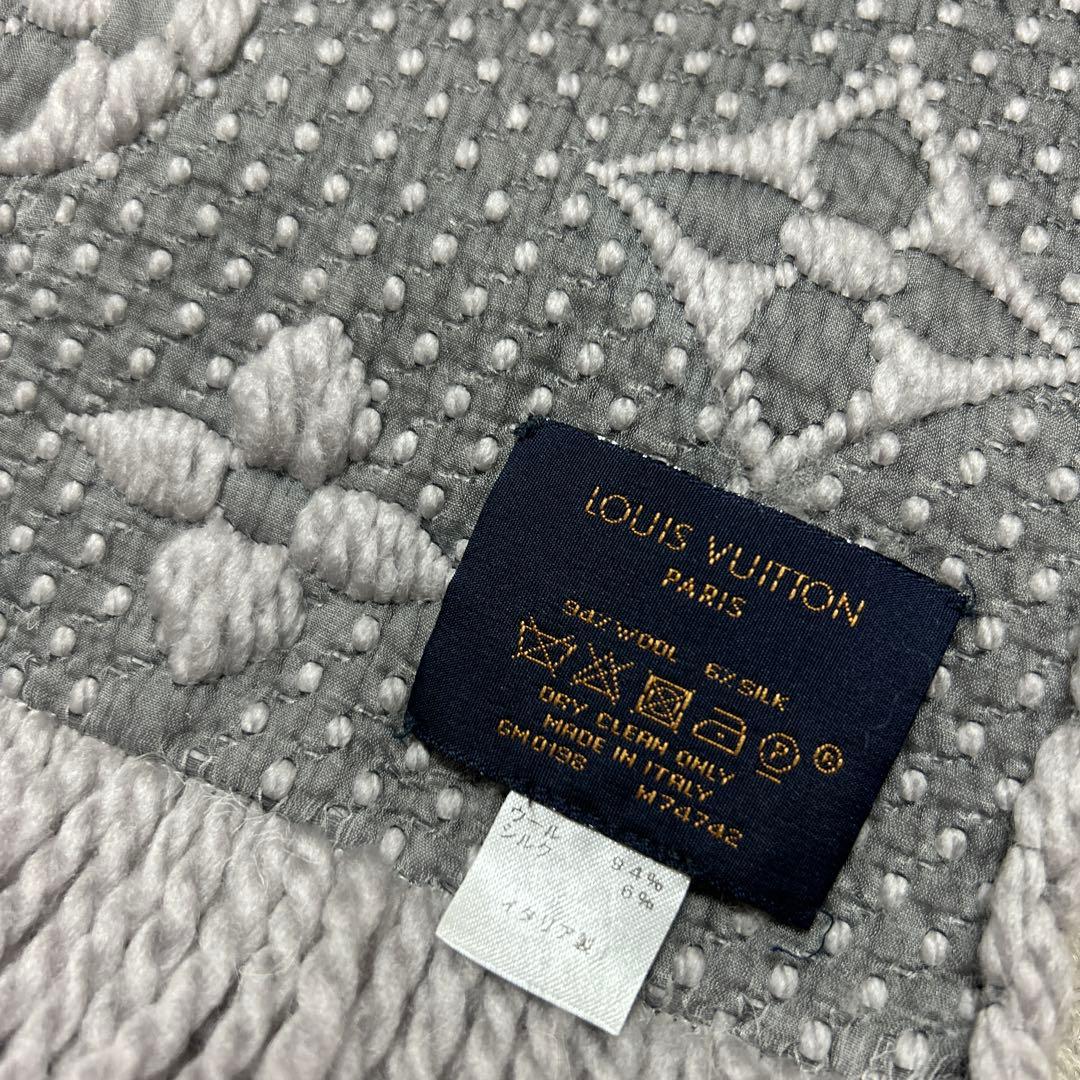 LOUIS VUITTON
PARIS
94% WOOL 6% SILK
P ®
DRY CLEAN ONLY
MADE IN ITALY
GM0196 M74742
ウール 94%
シルク 6%
イタリア製